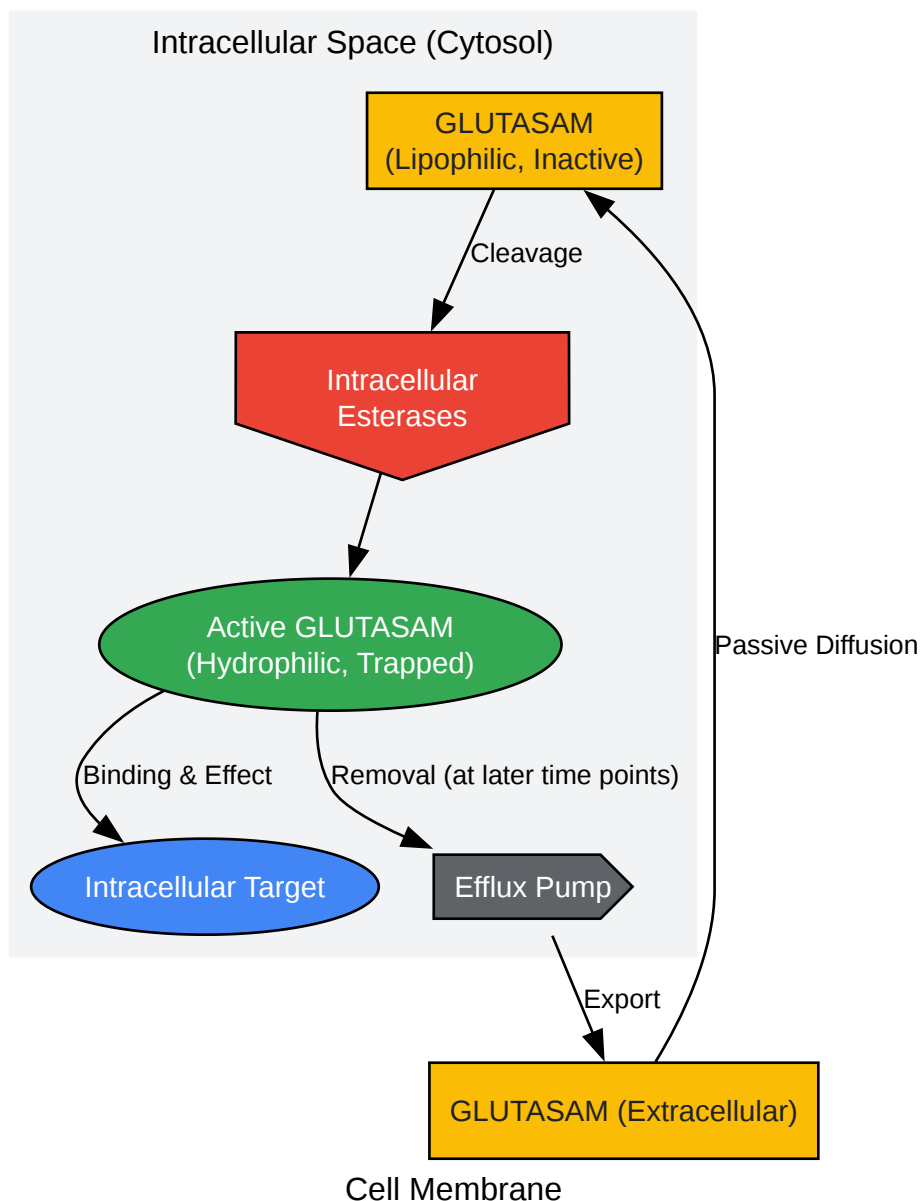 Intracellular Space (Cytosol)
GLUTASAM
(Lipophilic, Inactive)
Cleavage
Intracellular
Esterases
Active GLUTASAM
(Hydrophilic, Trapped)
Passive Diffusion
Binding & Effect
Removal (at later time points)
Intracellular Target
Efflux Pump
Export
GLUTASAM (Extracellular)
Cell Membrane